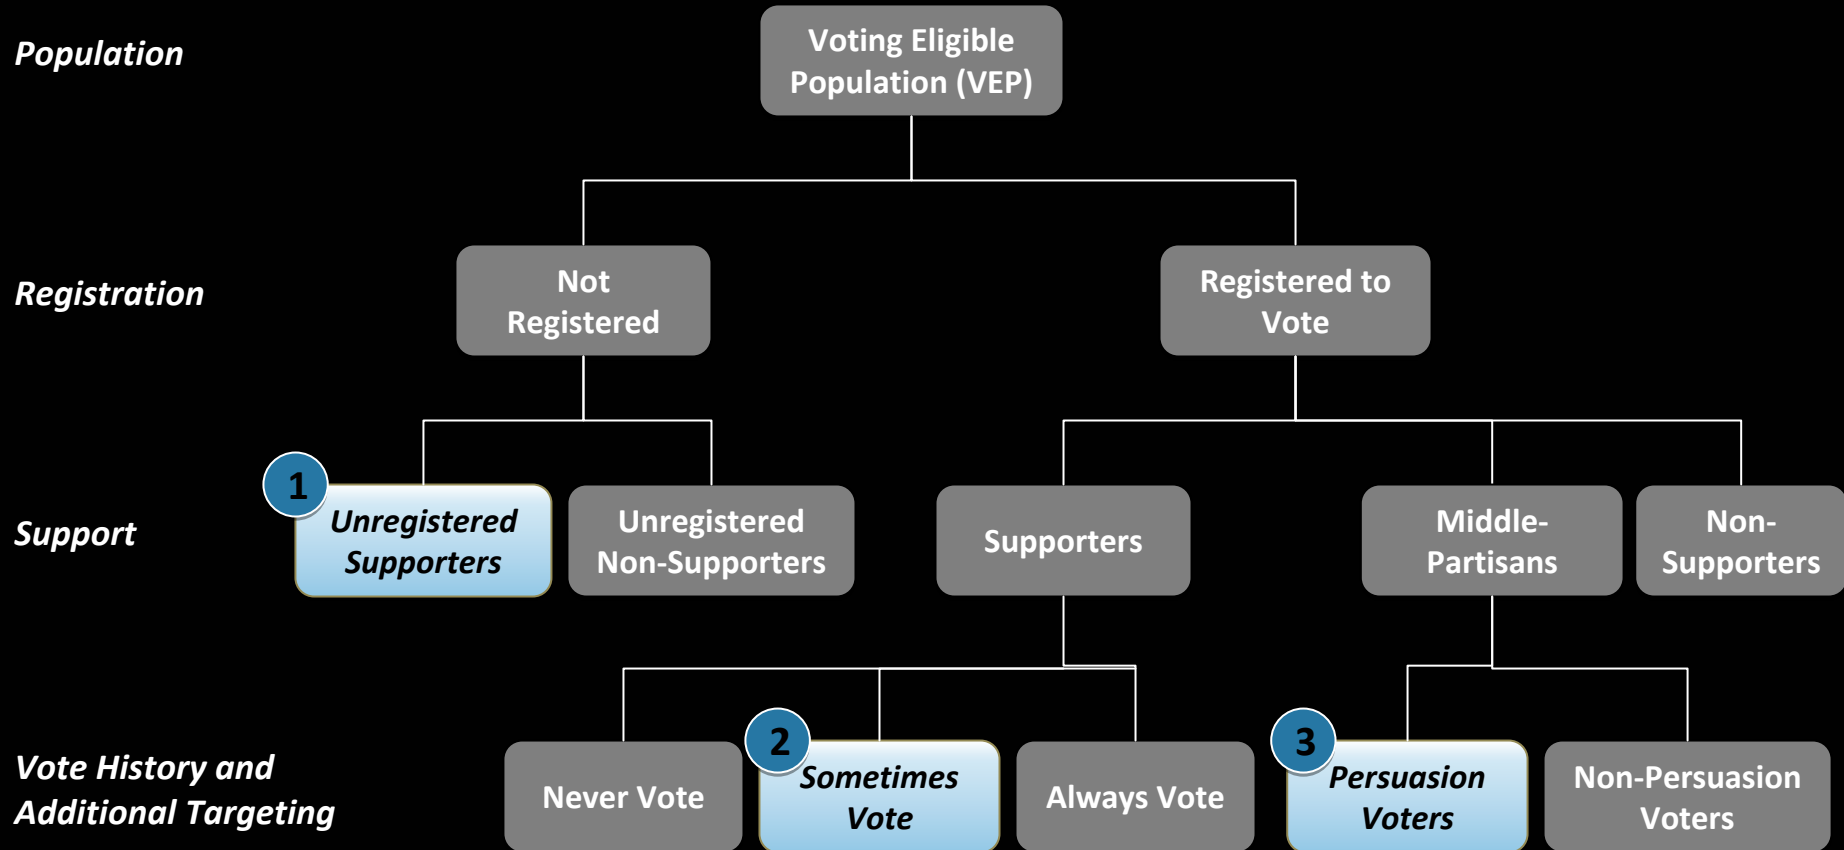 Population
Voting Eligible
Population (VEP)
Registration
Not
Registered
Registered to
Vote
Support
1
Unregistered
Supporters
Unregistered
Non-Supporters
Supporters
Middle-
Partisans
Non-
Supporters
Vote History and
Additional Targeting
Never Vote
2
Sometimes
Vote
Always Vote
3
Persuasion
Voters
Non-Persuasion
Voters